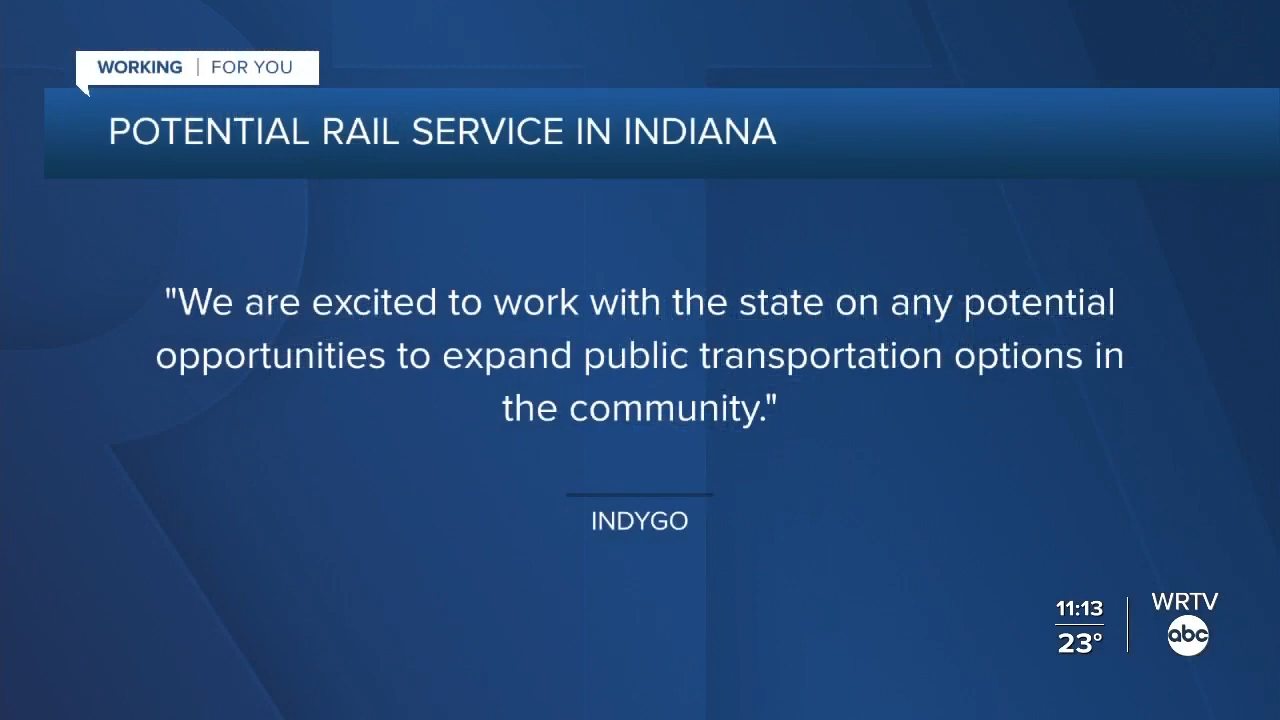 WORKING | FOR YOU
POTENTIAL RAIL SERVICE IN INDIANA
"We are excited to work with the state on any potential
opportunities to expand public transportation options in
the community."
INDYGO
11:13
23°
WRTV
abc